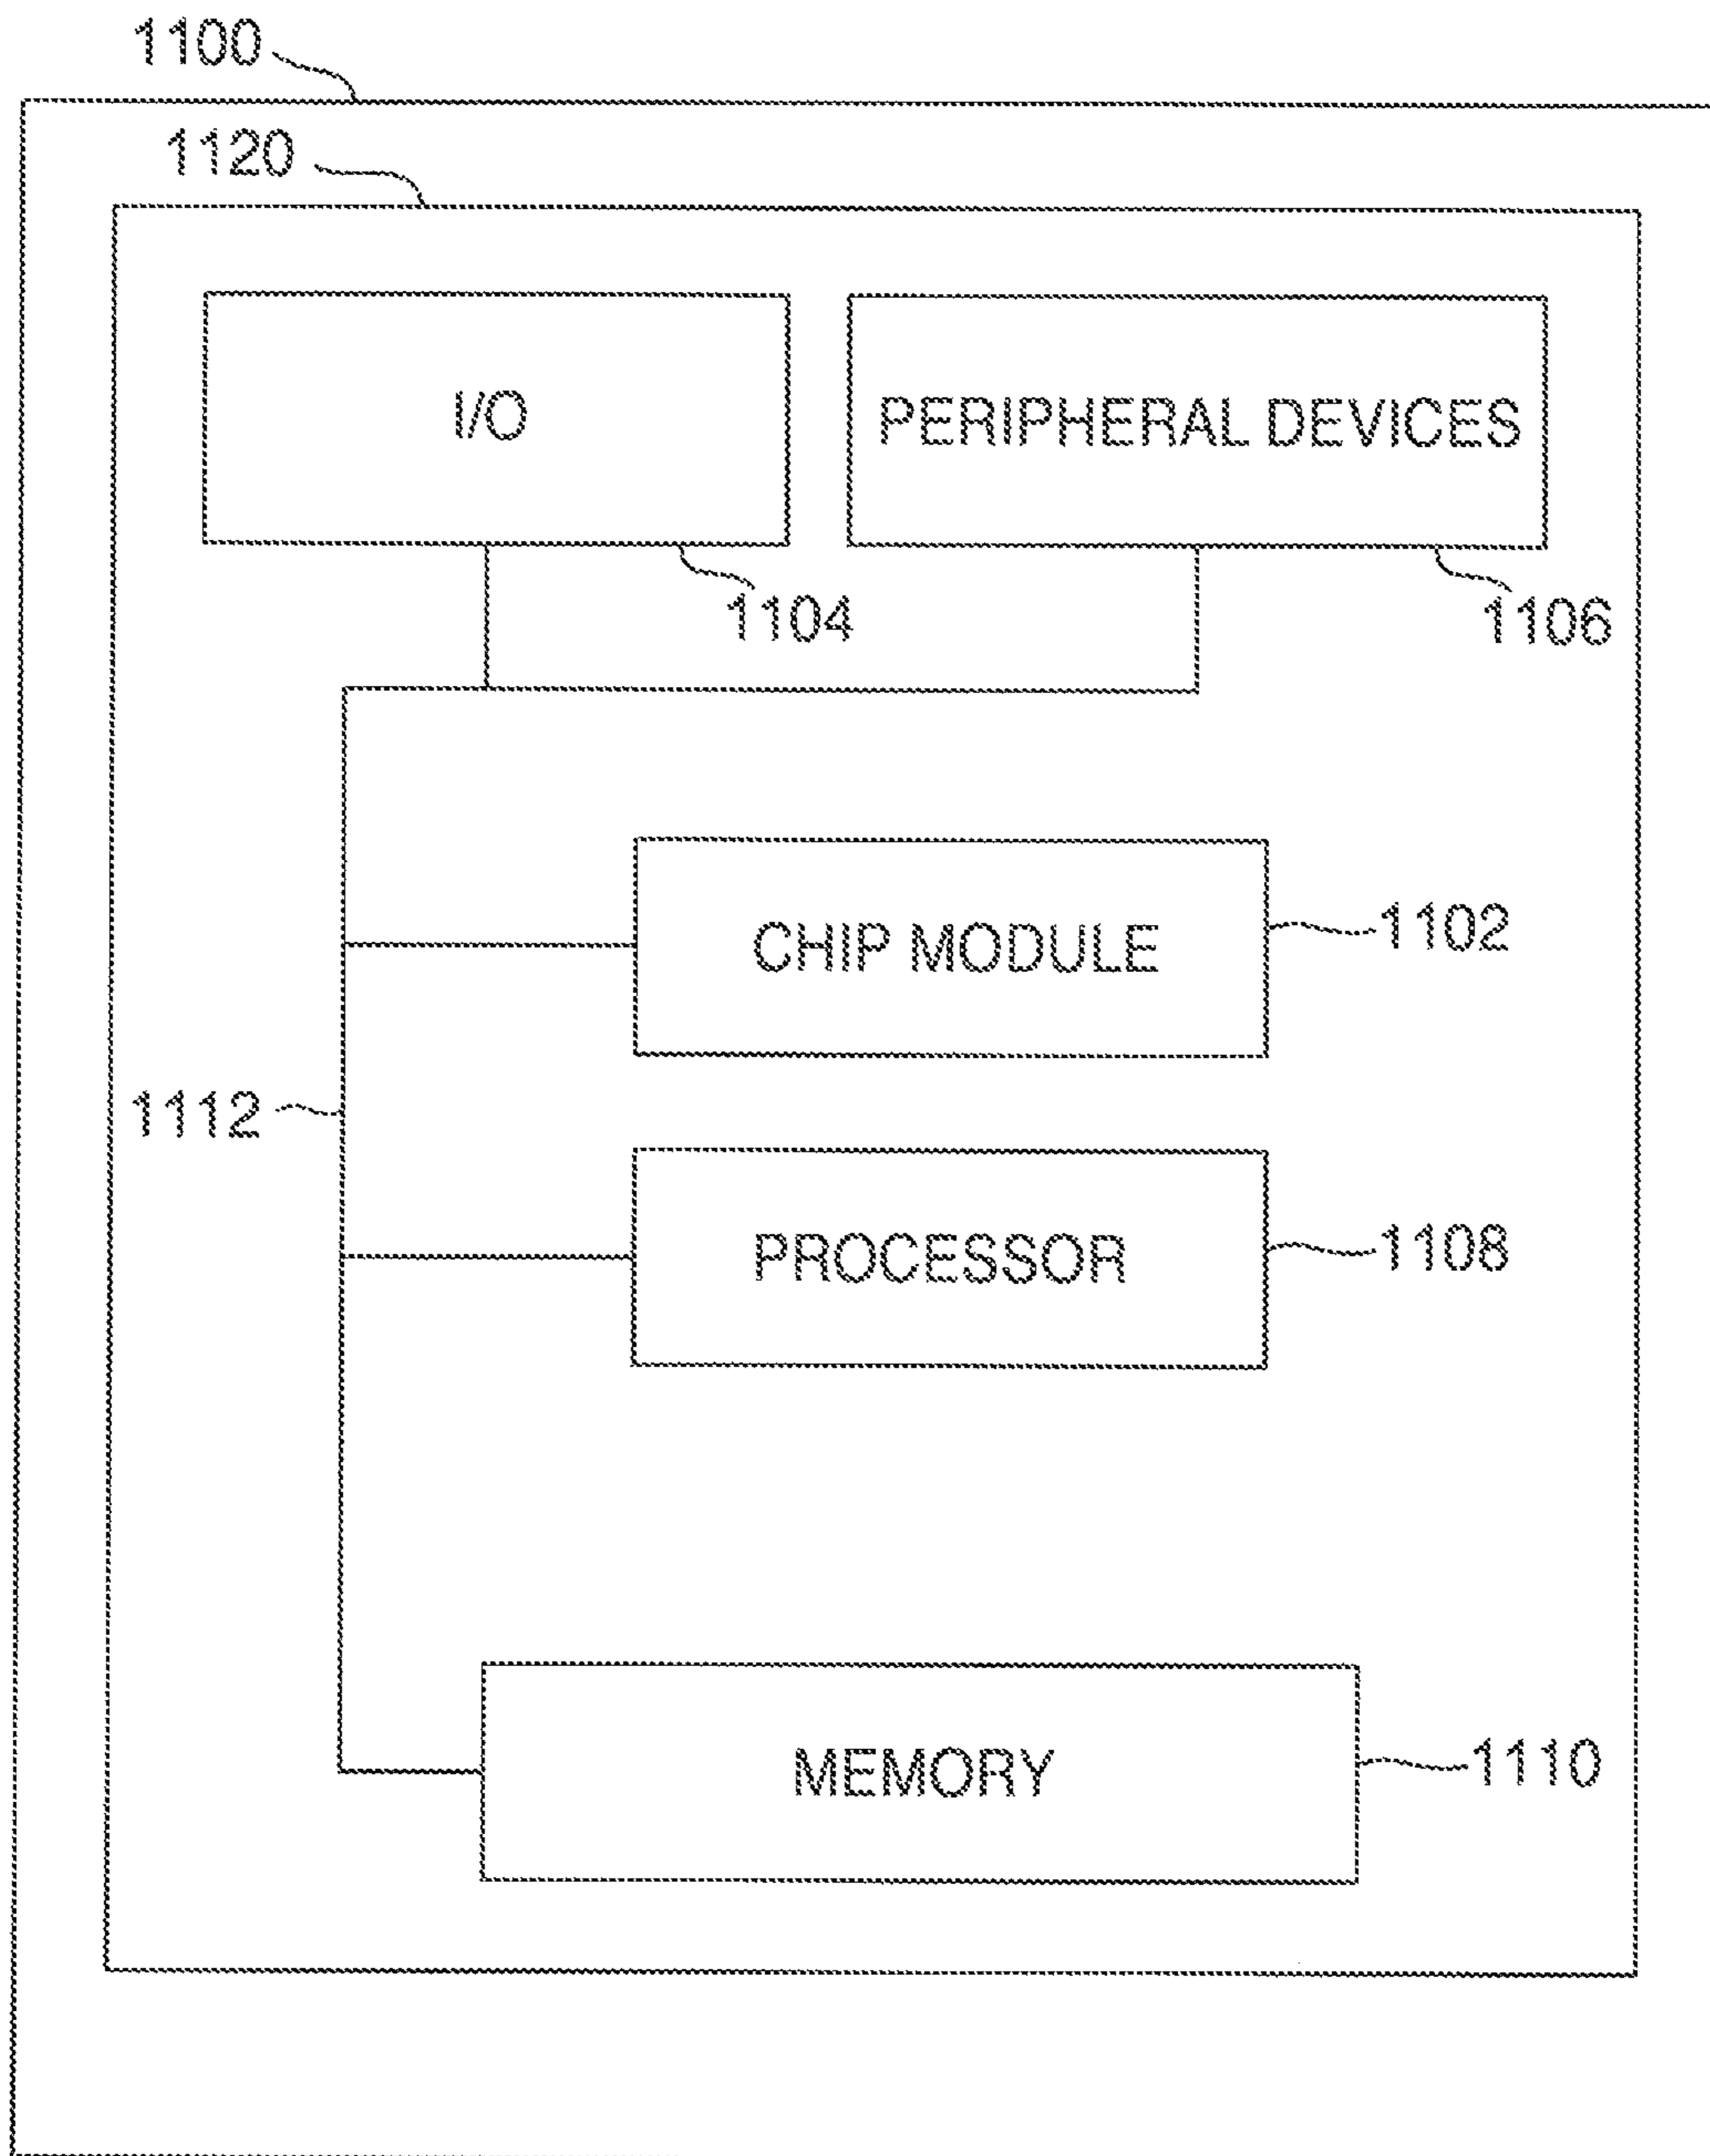 1100
1120
I/O
PERIPHERAL DEVICES
1104
1106
CHIP MODULE
1102
1112
PROCESSOR
1108
MEMORY
1110